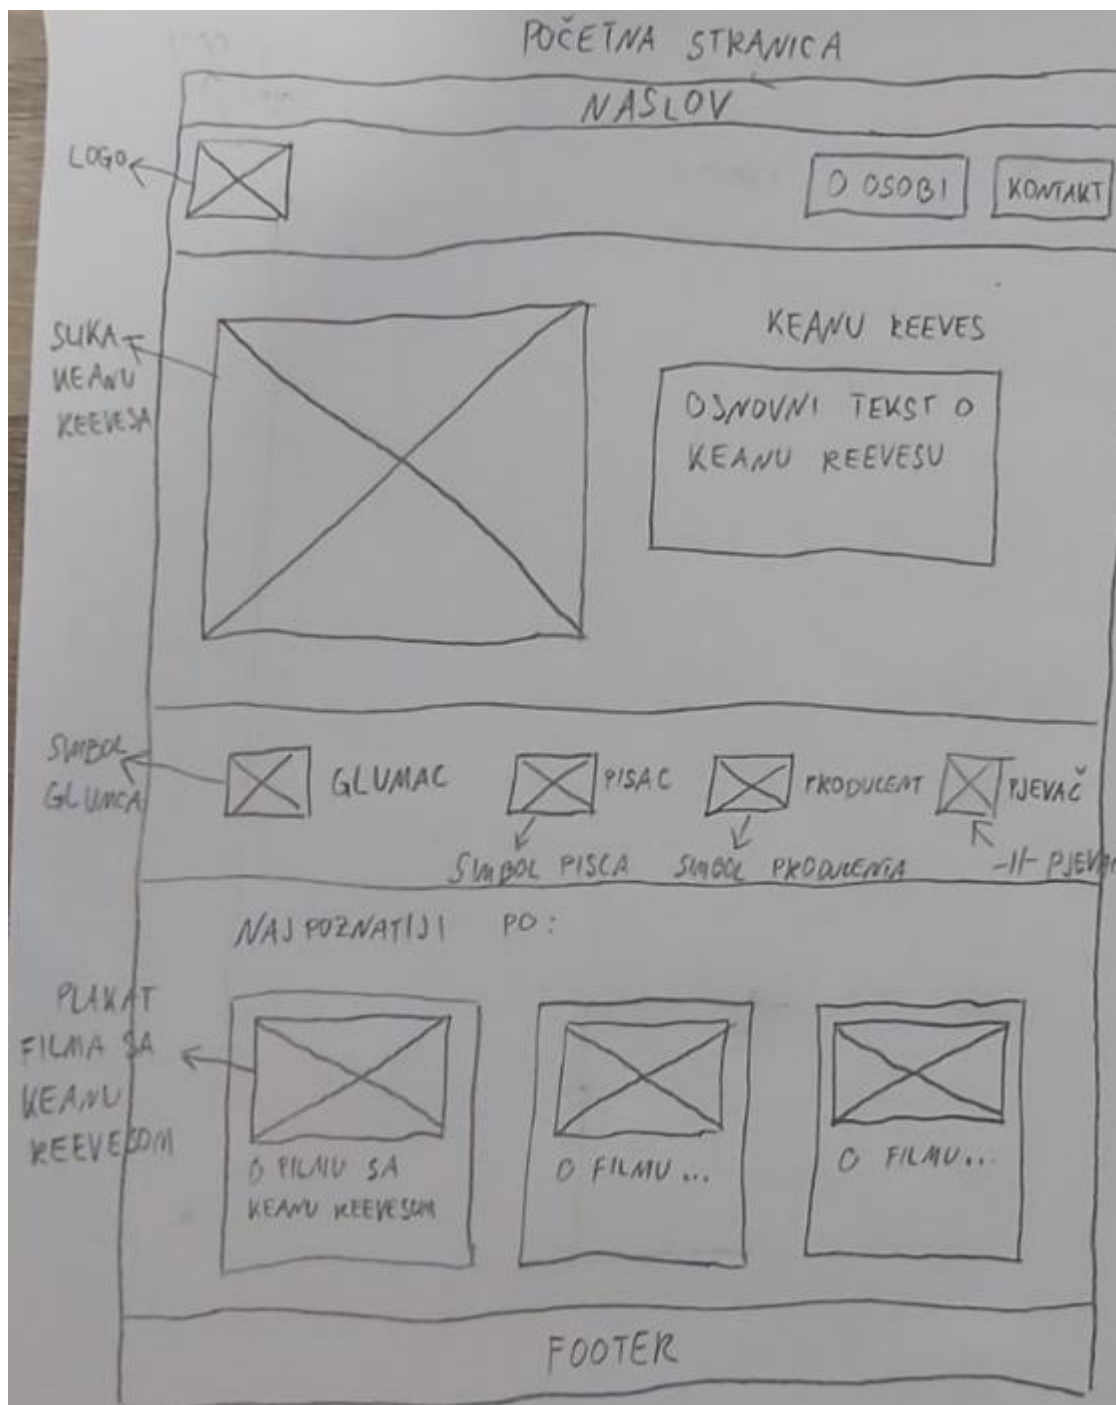 POČETNA STRANICA
NASLOV
LOGO
O OSOBI
KONTAKT
SLIKA
KEANU
REEVESA
KEANU REEVES
OSNOVNI TEKST O
KEANU REEVESU
SIMBOL
GLUMCA
GLUMAC
PISAC
PRODUCENT
PJEVAČ
SIMBOL PISCA
SIMBOL PRODUCENTA
-||-
NAJPOZNATIJI PO:
PLAKAT
FILMA SA
KEANU
REEVESOM
O FILMU SA
KEANU REEVESOM
O FILMU...
O FILMU...
FOOTER